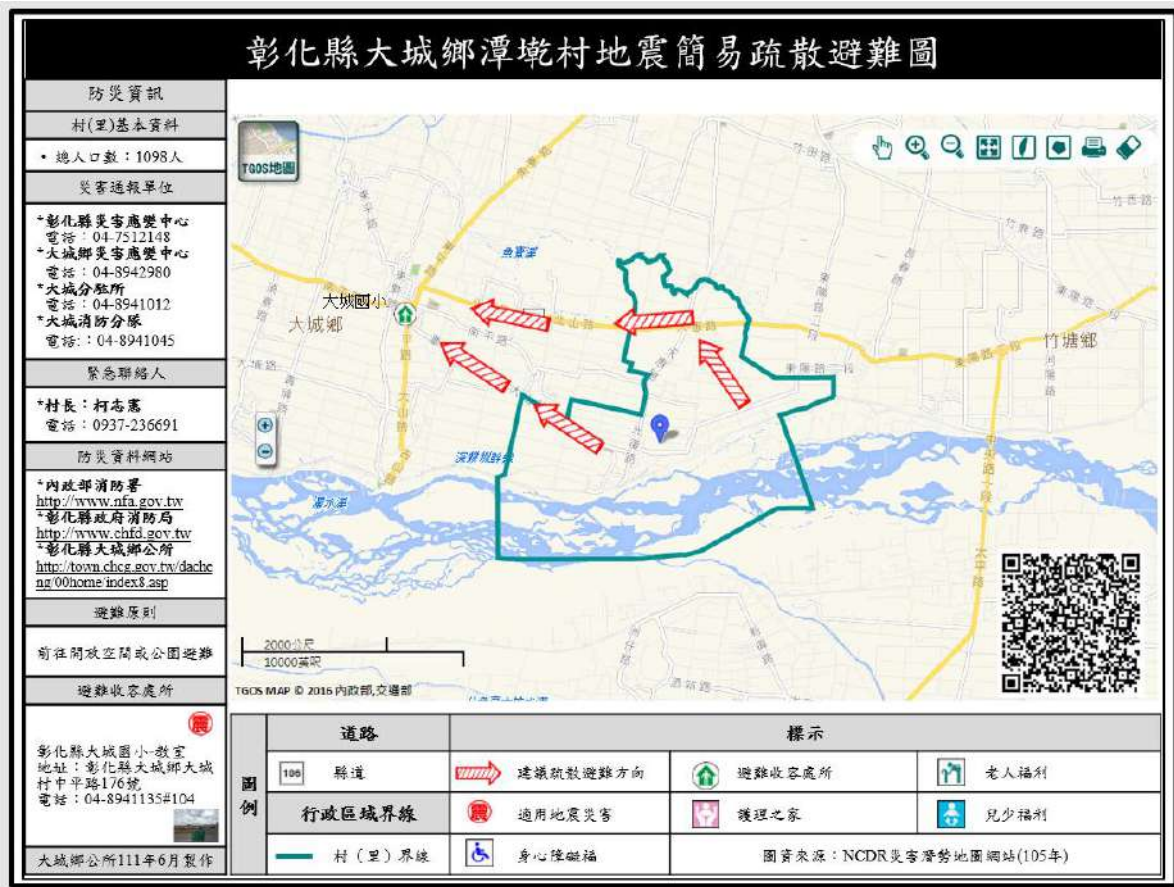 彰化縣大城鄉潭墘村地震簡易疏散避難圖
防災資訊
村(里)基本資料
• 總人口數：1098人
災害通報單位
*彰化縣災害應變中心
電話：04-7512148
*大城鄉災害應變中心
電話：04-8942980
*大城分駐所
電話：04-8941012
*大城消防分隊
電話:：04-8941045
緊急聯絡人
*村長：柯志憲
電話：0937-236691
防災資料網站
*內政部消防署
http://www.nfa.gov.tw
*彰化縣政府消防局
http://www.chfd.gov.tw
*彰化縣大城鄉公所
http://town.chcg.gov.tw/dache
ng/00home/index8.asp
避難原則
前往開放空間或公園避難
避難收容處所
震
彰化縣大城國小-教室
地址：彰化縣大城鄉大城
村中平路176號
電話：04-8941135#104
大城鄉公所111年6月製作
TGOS地圖
魚寮溪
大城國小
大城鄉
竹塘鄉
東陽路二段
濁水溪
2000公尺
10000英呎
TGOS MAP © 2016 內政部,交通部
圖例
道路
標示
106
縣道
建議疏散避難方向
避難收容處所
老人福利
行政區域界線
震
適用地震災害
護理之家
兒少福利
村（里）界線
身心障礙福
圖資來源：NCDR災害潛勢地圖網站(105年)